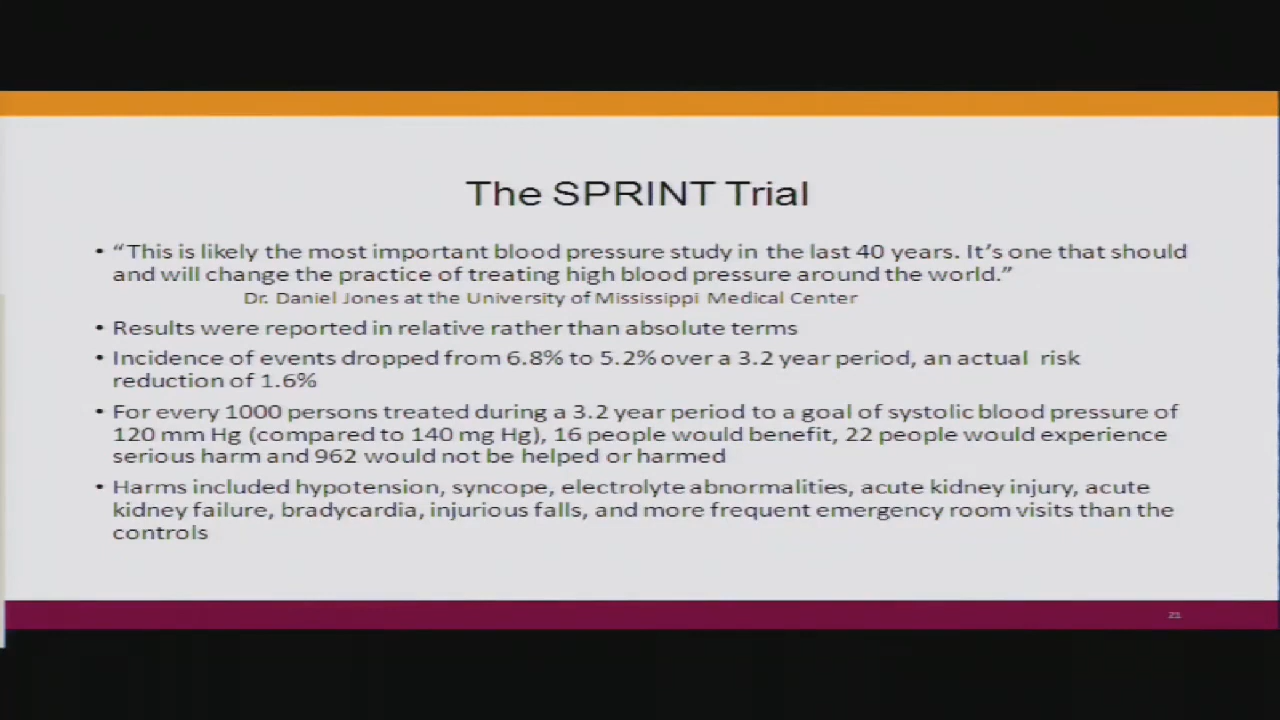 The SPRINT Trial
• “This is likely the most important blood pressure study in the last 40 years. It’s one that should
and will change the practice of treating high blood pressure around the world.”
Dr. Daniel Jones at the University of Mississippi Medical Center
• Results were reported in relative rather than absolute terms
• Incidence of events dropped from 6.8% to 5.2% over a 3.2 year period, an actual risk
reduction of 1.6%
• For every 1000 persons treated during a 3.2 year period to a goal of systolic blood pressure of
120 mm Hg (compared to 140 mg Hg), 16 people would benefit, 22 people would experience
serious harm and 962 would not be helped or harmed
• Harms included hypotension, syncope, electrolyte abnormalities, acute kidney injury, acute
kidney failure, bradycardia, injurious falls, and more frequent emergency room visits than the
controls